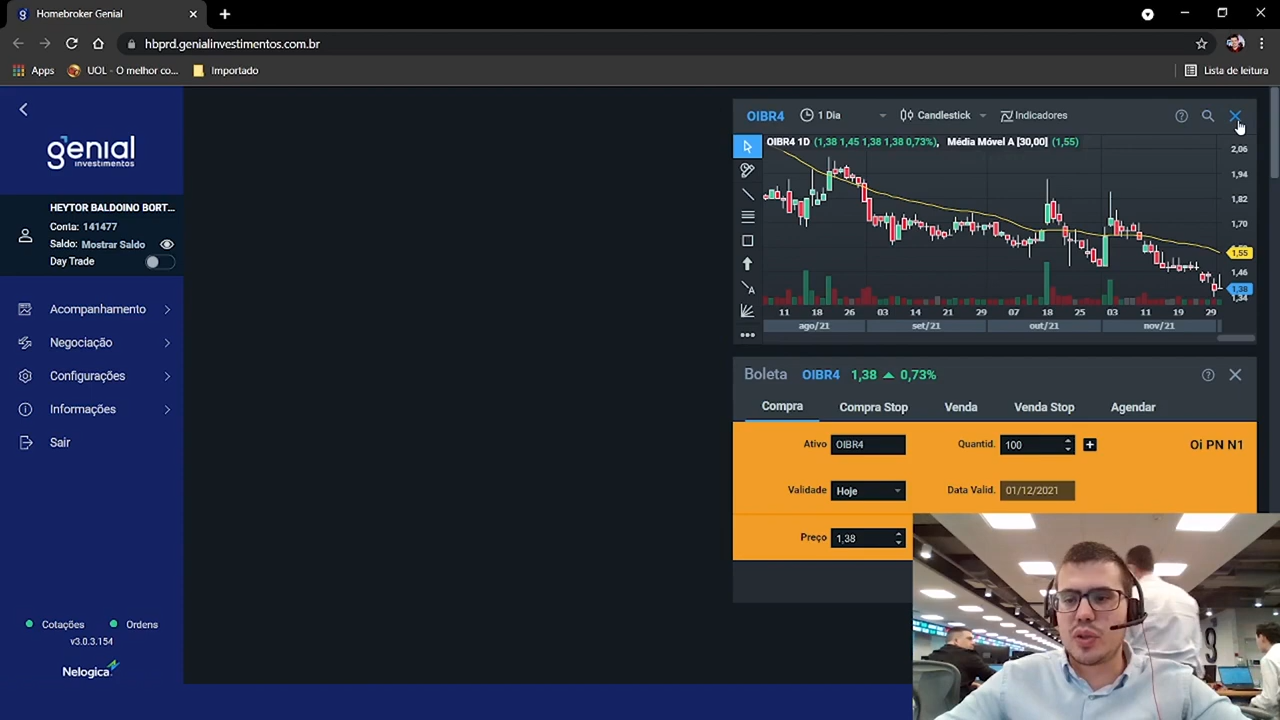 Homebroker Genial
hbprd.genialinvestimentos.com.br
Apps
UOL - O melhor co...
Importado
Lista de leitura
genial
investimentos
HEYTOR BALDOINO BORT...
Conta: 141477
Saldo: Mostrar Saldo
Day Trade
Acompanhamento
Negociação
Configurações
Informações
Sair
Cotações
Ordens
v3.0.3.154
Nelogica
OIBR4
1 Dia
Candlestick
Indicadores
OIBR4 1D (1,38 1,45 1,38 1,38 0,73%), Média Móvel A [30,00] (1,55)
2,06
1,94
1,82
1,70
1,55
1,46
1,38
1,34
11 18 26 03 14 21 29 07 18 25 03 11 19 29
ago/21 set/21 out/21 nov/21
Boleta OIBR4 1,38 0,73%
Compra Compra Stop Venda Venda Stop Agendar
Ativo OIBR4 Quantid. 100 Oi PN N1
Validade Hoje Data Valid. 01/12/2021
Preço 1,38